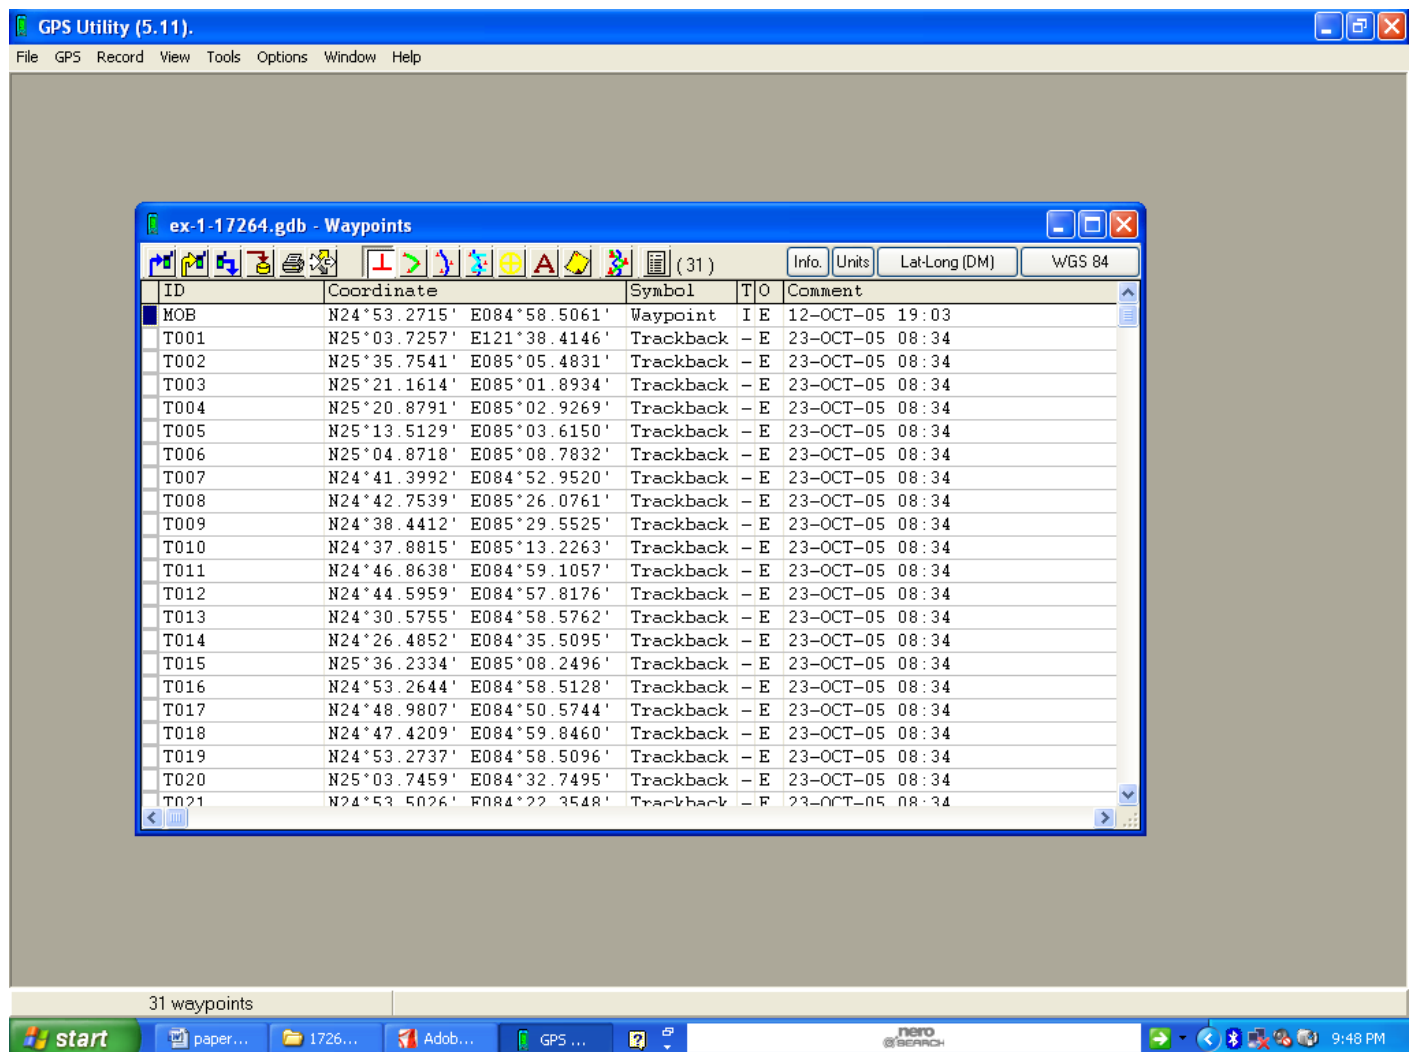 GPS Utility (5.11).
File GPS Record View Tools Options Window Help
ex-1-17264.gdb - Waypoints
A (31) Info. Units Lat-Long (DM) WGS 84
ID Coordinate Symbol T O Comment
MOB N24°53.2715' E084°58.5061' Waypoint I E 12-OCT-05 19:03
T001 N25°03.7257' E121°38.4146' Trackback - E 23-OCT-05 08:34
T002 N25°35.7541' E085°05.4831' Trackback - E 23-OCT-05 08:34
T003 N25°21.1614' E085°01.8934' Trackback - E 23-OCT-05 08:34
T004 N25°20.8791' E085°02.9269' Trackback - E 23-OCT-05 08:34
T005 N25°13.5129' E085°03.6150' Trackback - E 23-OCT-05 08:34
T006 N25°04.8718' E085°08.7832' Trackback - E 23-OCT-05 08:34
T007 N24°41.3992' E084°52.9520' Trackback - E 23-OCT-05 08:34
T008 N24°42.7539' E085°26.0761' Trackback - E 23-OCT-05 08:34
T009 N24°38.4412' E085°29.5525' Trackback - E 23-OCT-05 08:34
T010 N24°37.8815' E085°13.2263' Trackback - E 23-OCT-05 08:34
T011 N24°46.8638' E084°59.1057' Trackback - E 23-OCT-05 08:34
T012 N24°44.5959' E084°57.8176' Trackback - E 23-OCT-05 08:34
T013 N24°30.5755' E084°58.5762' Trackback - E 23-OCT-05 08:34
T014 N24°26.4852' E084°35.5095' Trackback - E 23-OCT-05 08:34
T015 N25°36.2334' E085°08.2496' Trackback - E 23-OCT-05 08:34
T016 N24°53.2644' E084°58.5128' Trackback - E 23-OCT-05 08:34
T017 N24°48.9807' E084°50.5744' Trackback - E 23-OCT-05 08:34
T018 N24°47.4209' E084°59.8460' Trackback - E 23-OCT-05 08:34
T019 N24°53.2737' E084°58.5096' Trackback - E 23-OCT-05 08:34
T020 N25°03.7459' E084°32.7495' Trackback - E 23-OCT-05 08:34
T021 N24°53.5026' E084°22.3548' Trackback - E 23-OCT-05 08:34
31 waypoints
start paper... 1726... Adob... GPS ... nero SEARCH 9:48 PM